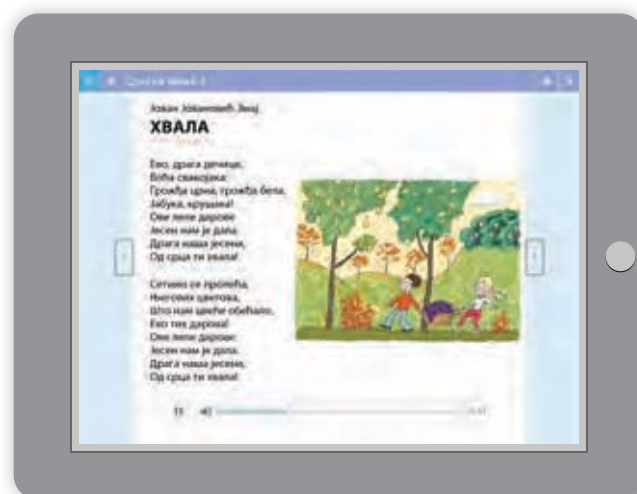 Јован Јовановић Змај
ХВАЛА
Ево, драга дечице,
Воћа свакојака:
Грожђа црна, грожђа бела,
Јабука, крушака!
Ове лепе дарове
Јесен нам је дала.
Драга наша јесени,
Од срца ти хвала!
Сетимо се пролећа,
Његових цветова,
Што нам цвеће обећало,
Ево тих дарова!
Ове лепе дарове
Јесен нам је дала.
Драга наша јесени,
Од срца ти хвала!